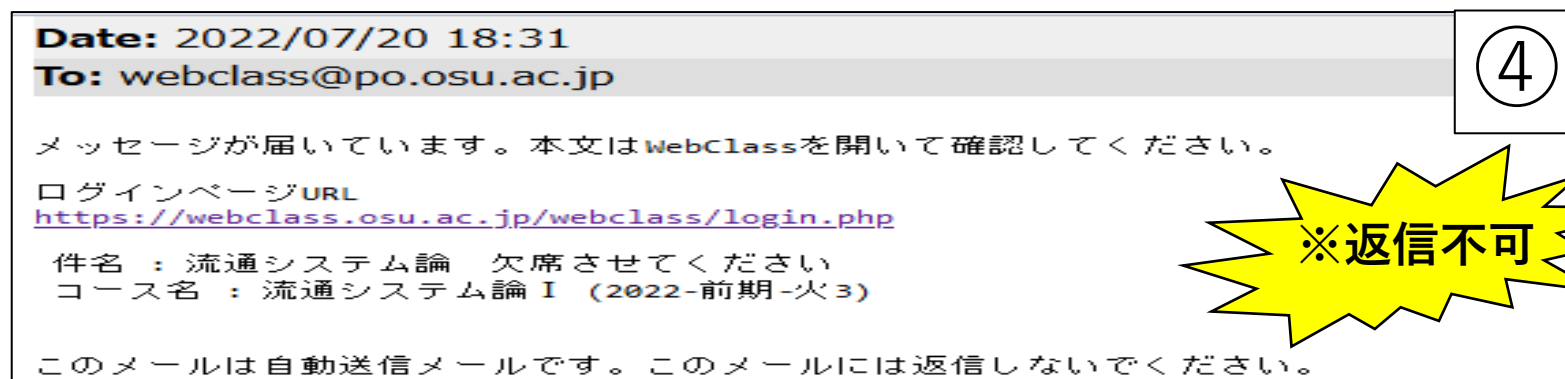 Date: 2022/07/20 18:31
④
To: webclass@po.osu.ac.jp
メッセージが届いています。本文はWebClassを開いて確認してください。
ログインページURL
https://webclass.osu.ac.jp/webclass/login.php
※返信不可
件名 : 流通システム論 欠席させてください
コース名 : 流通システム論Ⅰ (2022-前期-火3)
このメールは自動送信メールです。このメールには返信しないでください。